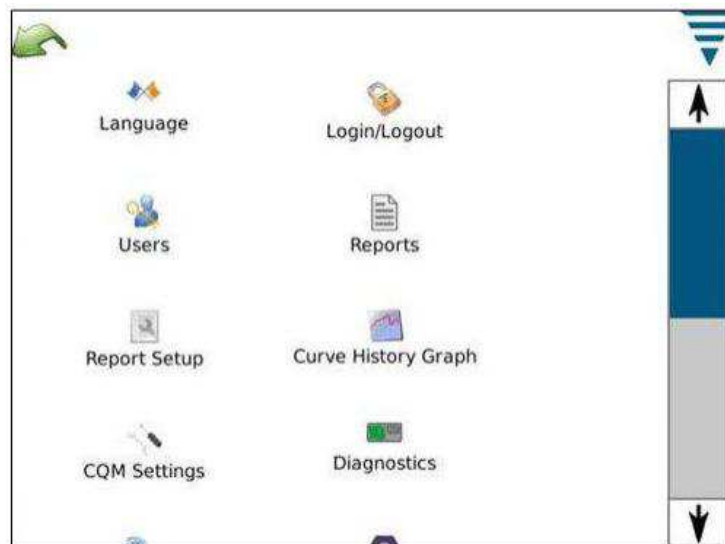 Language
Login/Logout
Users
Reports
Report Setup
Curve History Graph
CQM Settings
Diagnostics